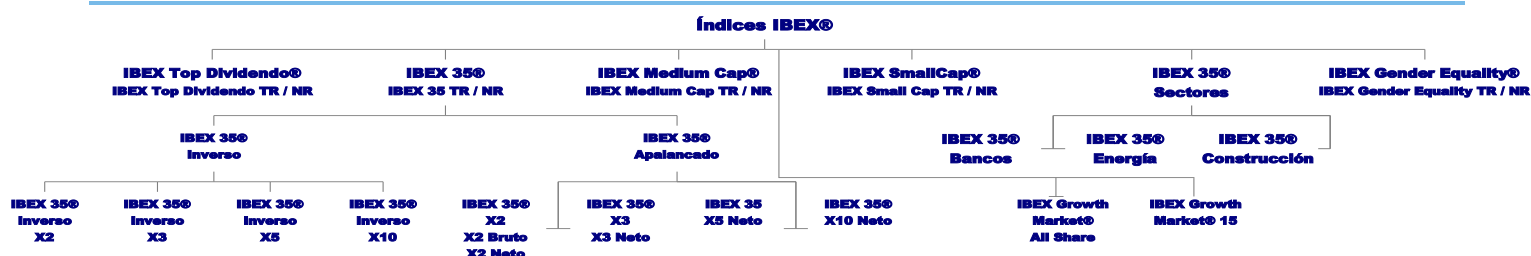 Índices IBEX®
IBEX Top Dividendo®
IBEX Top Dividendo TR / NR
IBEX 35®
IBEX 35 TR / NR
IBEX Medium Cap®
IBEX Medium Cap TR / NR
IBEX SmallCap®
IBEX Small Cap TR / NR
IBEX 35®
Sectores
IBEX Gender Equality®
IBEX Gender Equality TR / NR
IBEX 35®
Inverso
IBEX 35®
Apalancado
IBEX 35®
Bancos
IBEX 35®
Energía
IBEX 35®
Construcción
IBEX 35®
Inverso
X2
IBEX 35®
Inverso
X3
IBEX 35®
Inverso
X5
IBEX 35®
Inverso
X10
IBEX 35®
X2
X2 Bruto
X2 Neto
IBEX 35®
X3
X3 Neto
IBEX 35
X5 Neto
IBEX 35®
X10 Neto
IBEX Growth
Market®
All Share
IBEX Growth
Market® 15